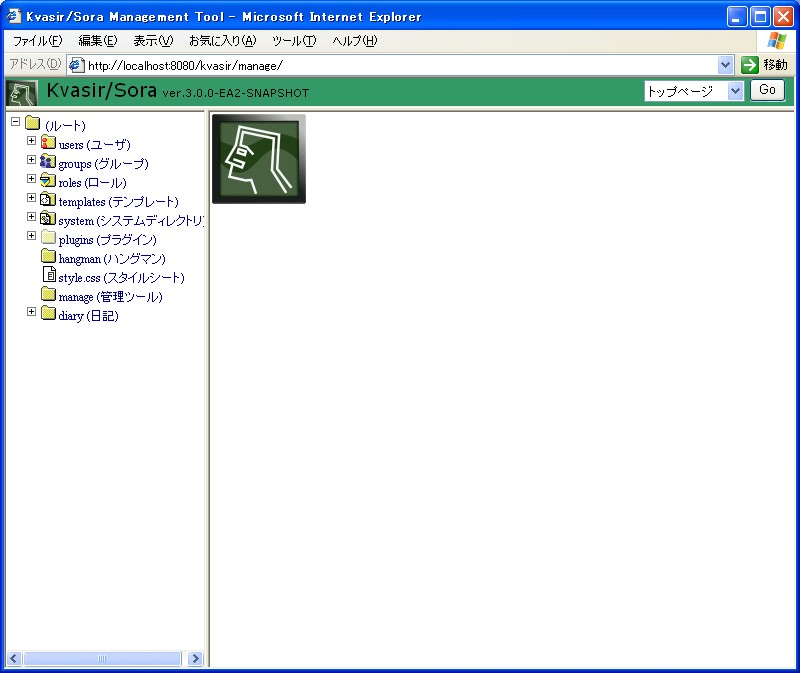 Kvasir/Sora Management Tool - Microsoft Internet Explorer
ファイル(F) 編集(E) 表示(V) お気に入り(A) ツール(T) ヘルプ(H)
アドレス(D) http://localhost:8080/kvasir/manage/ 移動
Kvasir/Sora ver.3.0.0-EA2-SNAPSHOT トップページ Go
(ルート)
users (ユーザ)
groups (グループ)
roles (ロール)
templates (テンプレート)
system (システムディレクトリ)
plugins (プラグイン)
hangman (ハングマン)
style.css (スタイルシート)
manage (管理ツール)
diary (日記)